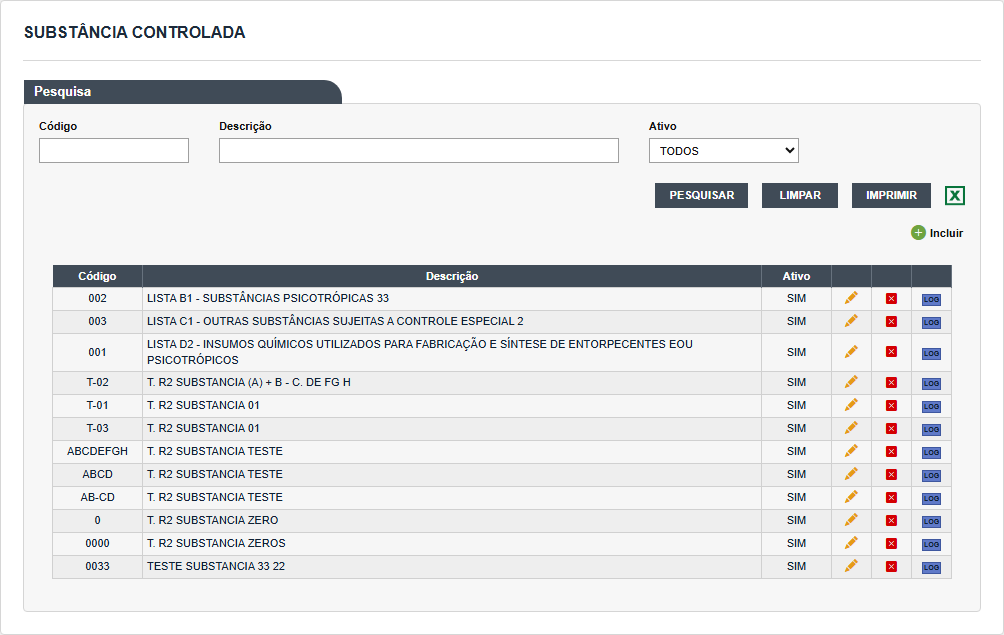 SUBSTÂNCIA CONTROLADA
Pesquisa
Código Descrição Ativo
TODOS
PESQUISAR LIMPAR IMPRIMIR
Incluir
Código Descrição Ativo
002 LISTA B1 - SUBSTÂNCIAS PSICOTRÓPICAS 33 SIM LOG
003 LISTA C1 - OUTRAS SUBSTÂNCIAS SUJEITAS A CONTROLE ESPECIAL 2 SIM LOG
001 LISTA D2 - INSUMOS QUÍMICOS UTILIZADOS PARA FABRICAÇÃO E SÍNTESE DE ENTORPECENTES EOU SIM LOG
PSICOTRÓPICOS
T-02 T. R2 SUBSTANCIA (A) + B - C. DE FG H SIM LOG
T-01 T. R2 SUBSTANCIA 01 SIM LOG
T-03 T. R2 SUBSTANCIA 01 SIM LOG
ABCDEFGH T. R2 SUBSTANCIA TESTE SIM LOG
ABCD T. R2 SUBSTANCIA TESTE SIM LOG
AB-CD T. R2 SUBSTANCIA TESTE SIM LOG
0 T. R2 SUBSTANCIA ZERO SIM LOG
0000 T. R2 SUBSTANCIA ZEROS SIM LOG
0033 TESTE SUBSTANCIA 33 22 SIM LOG